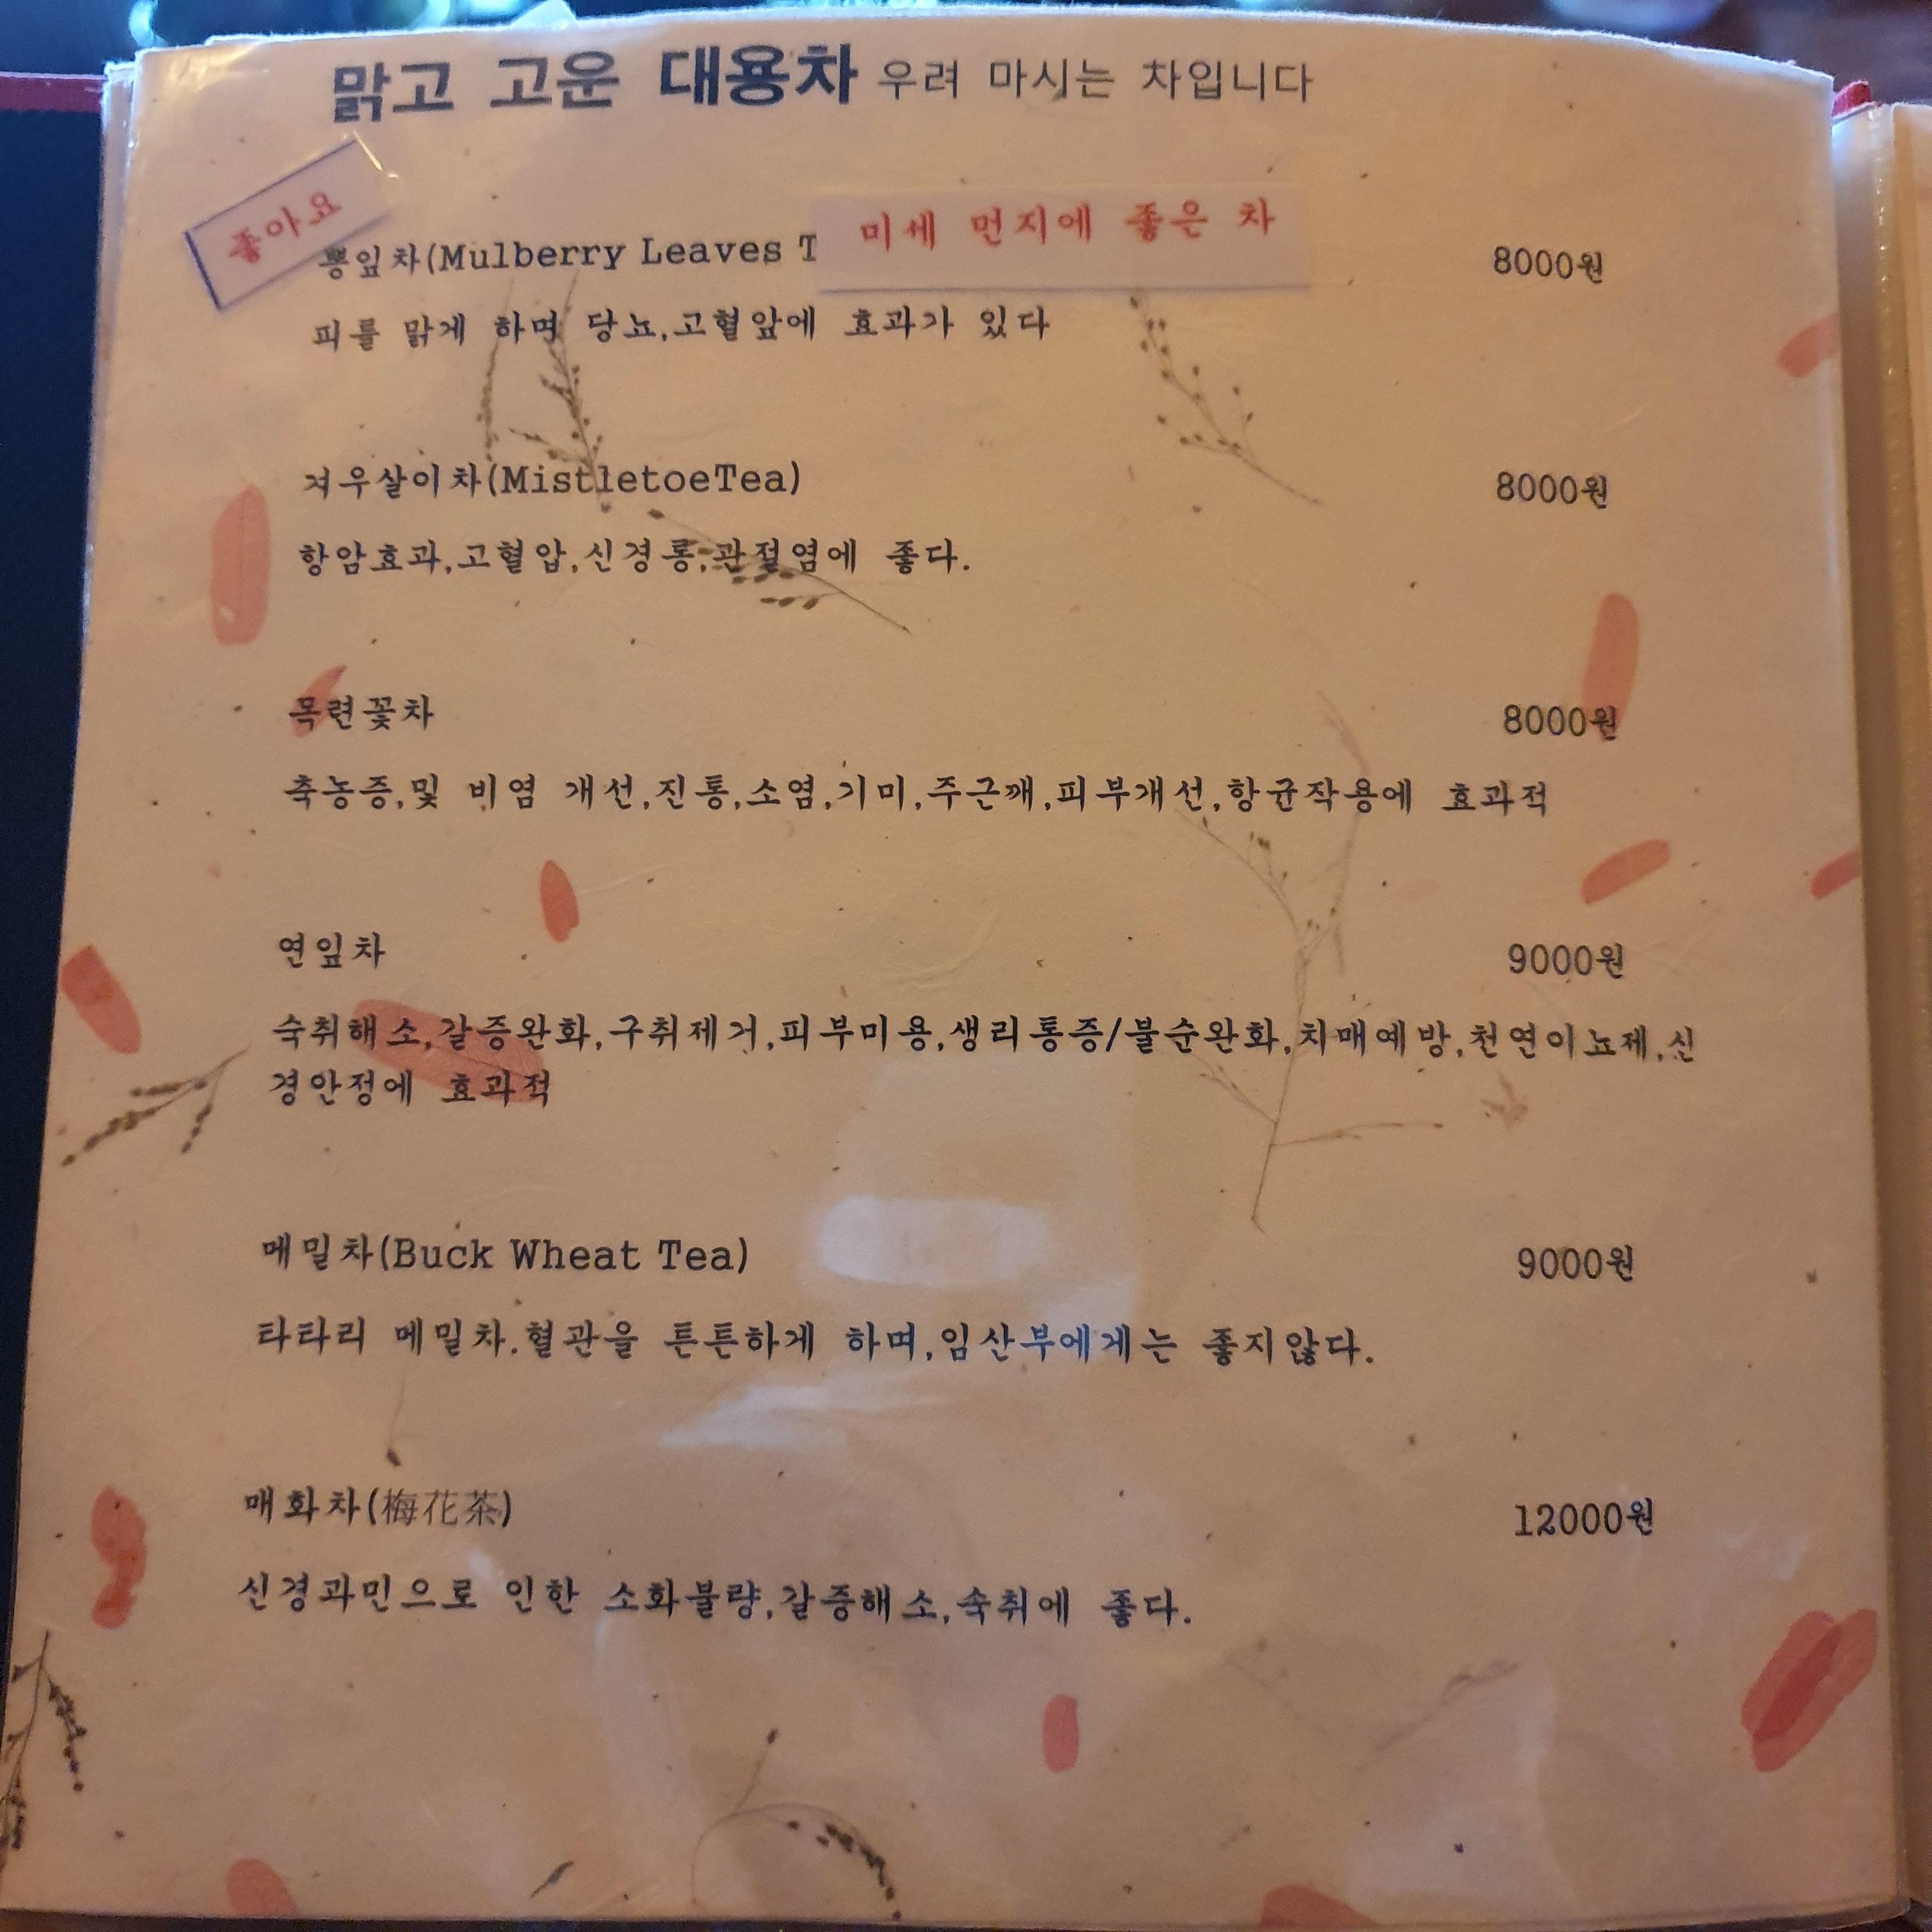 맑고 고운 대용차 우려 마시는 차입니다
좋아요
미세 먼지에 좋은 차
뽕잎차(Mulberry Leaves T 8000원
피를 맑게 하며 당뇨,고혈앞에 효과가 있다
겨우살이차(MistletoeTea) 8000원
항암효과,고혈압,신경통,관절염에 좋다.
목련꽃차 8000원
축농증,및 비염 개선,진통,소염,기미,주근깨,피부개선,항균작용에 효과적
연잎차 9000원
숙취해소,갈증완화,구취제거,피부미용,생리통증/불순완화,치매예방,천연이뇨제,신
경안정에 효과적
메밀차(Buck Wheat Tea) 9000원
타타리 메밀차.혈관을 튼튼하게 하며,임산부에게는 좋지않다.
매화차(梅花茶) 12000원
신경과민으로 인한 소화불량,갈증해소,숙취에 좋다.